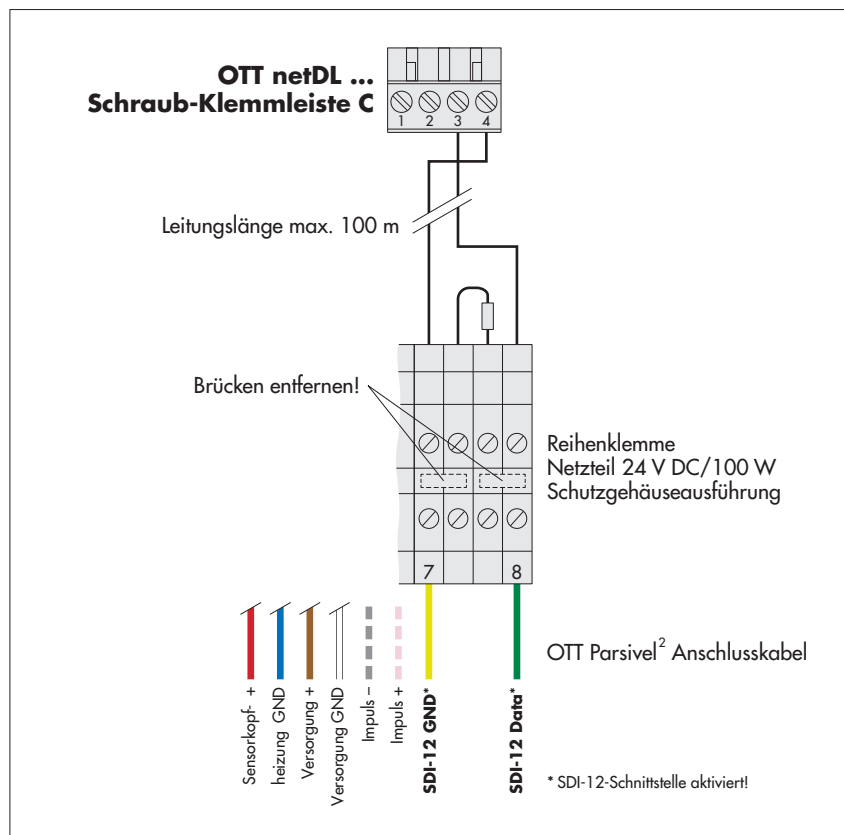 OTT netDL ...
Schraub-Klemmleiste C
1 2 3 4
Leitungslänge max. 100 m
Brücken entfernen!
Reihenklemme
Netzteil 24 V DC/100 W
Schutzgehäuseausführung
7 8
OTT Parsivel² Anschlusskabel
Sensorkopf- +
heizung GND
Versorgung +
Versorgung GND
Impuls –
Impuls +
SDI-12 GND*
SDI-12 Data*
* SDI-12-Schnittstelle aktiviert!